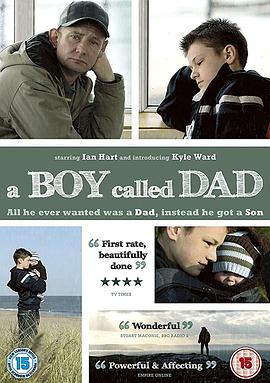 starring Ian Hart and introducing Kyle Ward
a BOY called DAD
All he ever wanted was a Dad, instead he got a Son
“ First rate,
beautifully
done ”
★★★★
TV TIMES
“ Wonderful ”
STUART MACONIE, BBC RADIO 2
“ Powerful & Affecting ”
EMPIRE ONLINE
15
15